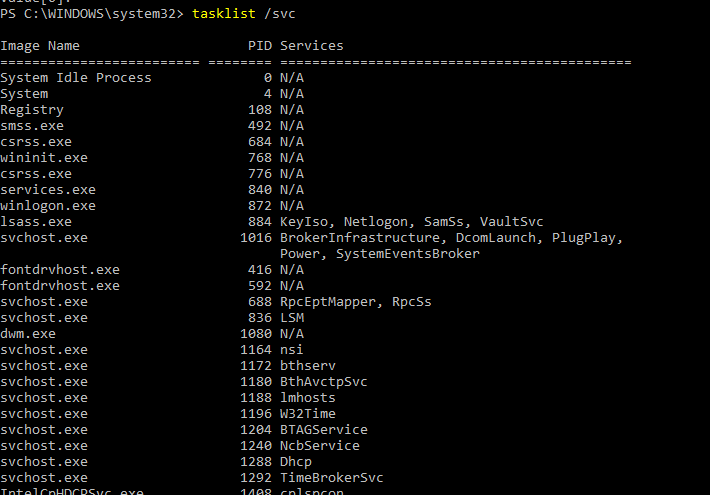 value[0].
PS C:\WINDOWS\system32> tasklist /svc
Image Name                     PID Services
========================= ======== ============================================
System Idle Process              0 N/A
System                           4 N/A
Registry                       108 N/A
smss.exe                       492 N/A
csrss.exe                      684 N/A
wininit.exe                    768 N/A
csrss.exe                      776 N/A
services.exe                   840 N/A
winlogon.exe                   872 N/A
lsass.exe                      884 KeyIso, Netlogon, SamSs, VaultSvc
svchost.exe                   1016 BrokerInfrastructure, DcomLaunch, PlugPlay,
                                   Power, SystemEventsBroker
fontdrvhost.exe                416 N/A
fontdrvhost.exe                592 N/A
svchost.exe                    688 RpcEptMapper, RpcSs
svchost.exe                    836 LSM
dwm.exe                       1080 N/A
svchost.exe                   1164 nsi
svchost.exe                   1172 bthserv
svchost.exe                   1180 BthAvctpSvc
svchost.exe                   1188 lmhosts
svchost.exe                   1196 W32Time
svchost.exe                   1204 BTAGService
svchost.exe                   1240 NcbService
svchost.exe                   1288 Dhcp
svchost.exe                   1292 TimeBrokerSvc
IntelCpHDCPSvc.exe            1408 cplspcon